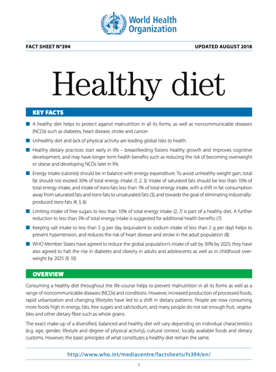 World Health
Organization
FACT SHEET N°394
UPDATED AUGUST 2018
Healthy diet
KEY FACTS
■ A healthy diet helps to protect against malnutrition in all its forms, as well as noncommunicable diseases
(NCDs) such as diabetes, heart disease, stroke and cancer.
■ Unhealthy diet and lack of physical activity are leading global risks to health.
■ Healthy dietary practices start early in life – breastfeeding fosters healthy growth and improves cognitive
development, and may have longer term health benefits such as reducing the risk of becoming overweight
or obese and developing NCDs later in life.
■ Energy intake (calories) should be in balance with energy expenditure. To avoid unhealthy weight gain, total
fat should not exceed 30% of total energy intake (1, 2, 3). Intake of saturated fats should be less than 10% of
total energy intake, and intake of trans-fats less than 1% of total energy intake, with a shift in fat consumption
away from saturated fats and trans-fats to unsaturated fats (3) and towards the goal of eliminating industrially-
produced trans-fats (4, 5, 6).
■ Limiting intake of free sugars to less than 10% of total energy intake (2, 7) is part of a healthy diet. A further
reduction to less than 5% of total energy intake is suggested for additional health benefits (7).
■ Keeping salt intake to less than 5 g per day (equivalent to sodium intake of less than 2 g per day) helps to
prevent hypertension, and reduces the risk of heart disease and stroke in the adult population (8).
■ WHO Member States have agreed to reduce the global population's intake of salt by 30% by 2025; they have
also agreed to halt the rise in diabetes and obesity in adults and adolescents as well as in childhood over-
weight by 2025 (9, 10).
OVERVIEW
Consuming a healthy diet throughout the life-course helps to prevent malnutrition in all its forms as well as a
range of noncommunicable diseases (NCDs) and conditions. However, increased production of processed foods,
rapid urbanization and changing lifestyles have led to a shift in dietary patterns. People are now consuming
more foods high in energy, fats, free sugars and salt/sodium, and many people do not eat enough fruit, vegeta-
bles and other dietary fibre such as whole grains.
The exact make-up of a diversified, balanced and healthy diet will vary depending on individual characteristics
(e.g. age, gender, lifestyle and degree of physical activity), cultural context, locally available foods and dietary
customs. However, the basic principles of what constitutes a healthy diet remain the same.
http://www.who.int/mediacentre/factsheets/fs394/en/
1